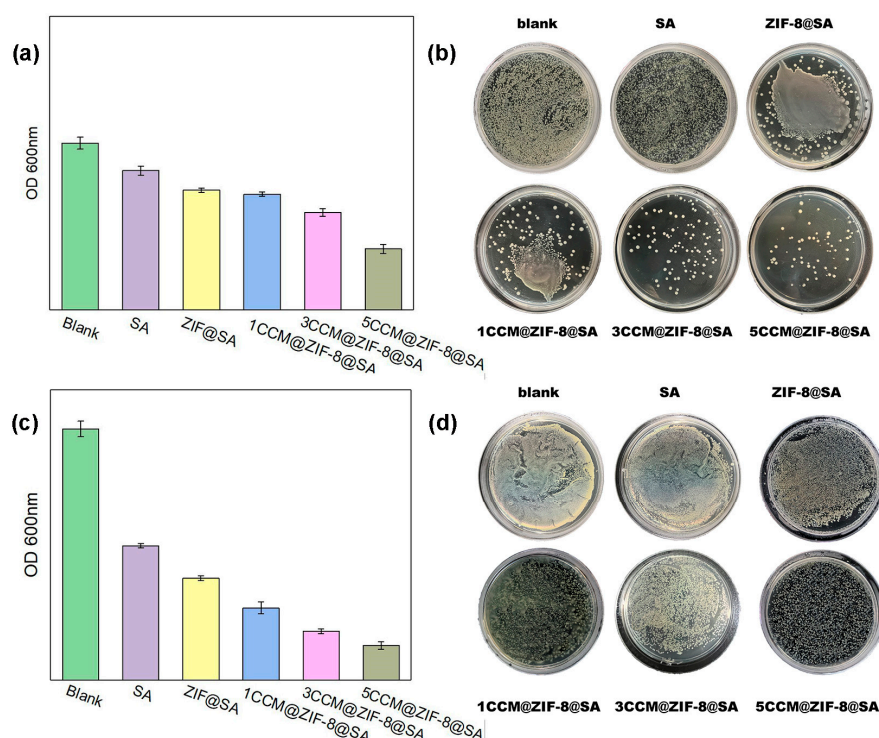 (a)
OD 600nm
Blank
SA
ZIF@SA
1CCM@ZIF-8@SA
3CCM@ZIF-8@SA
5CCM@ZIF-8@SA
(b)
blank SA ZIF-8@SA
1CCM@ZIF-8@SA 3CCM@ZIF-8@SA 5CCM@ZIF-8@SA
(c)
OD 600nm
Blank
SA
ZIF@SA
1CCM@ZIF-8@SA
3CCM@ZIF-8@SA
5CCM@ZIF-8@SA
(d)
blank SA ZIF-8@SA
1CCM@ZIF-8@SA 3CCM@ZIF-8@SA 5CCM@ZIF-8@SA